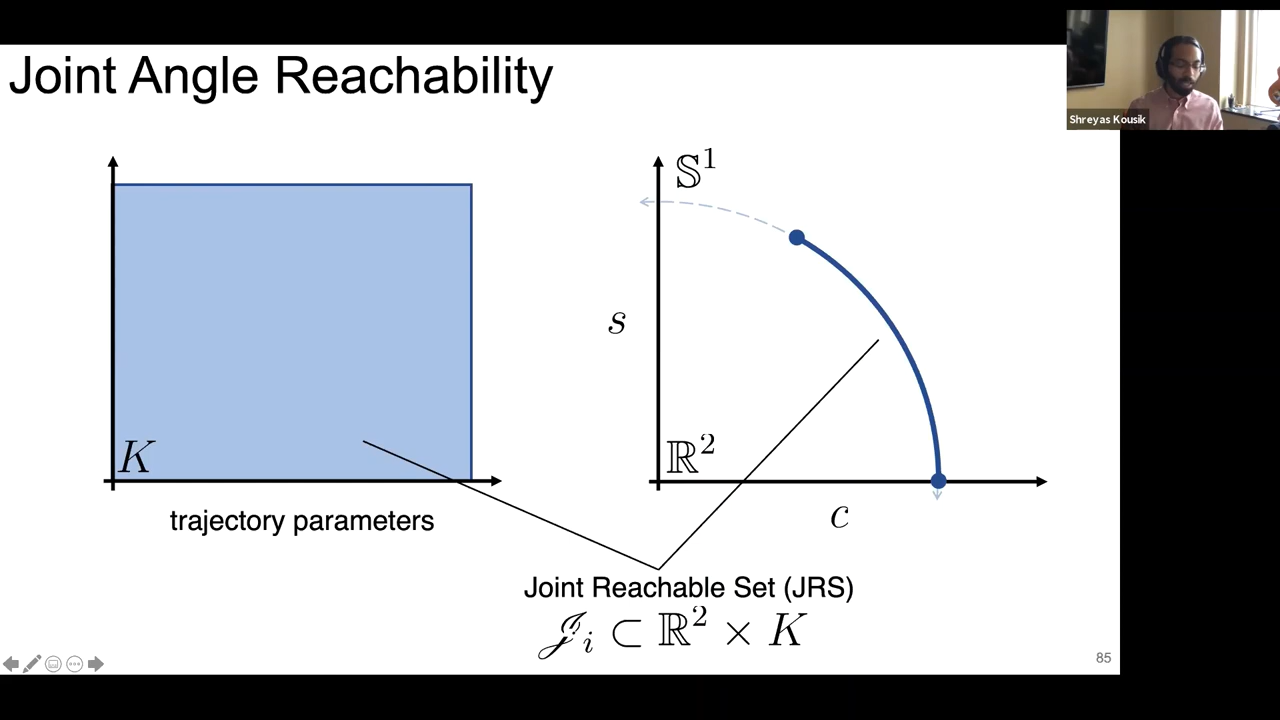 Joint Angle Reachability
Shreyas Kousik
𝕊¹
s
K
ℝ²
trajectory parameters
c
Joint Reachable Set (JRS)
𝒥ᵢ ⊂ ℝ² × K
85